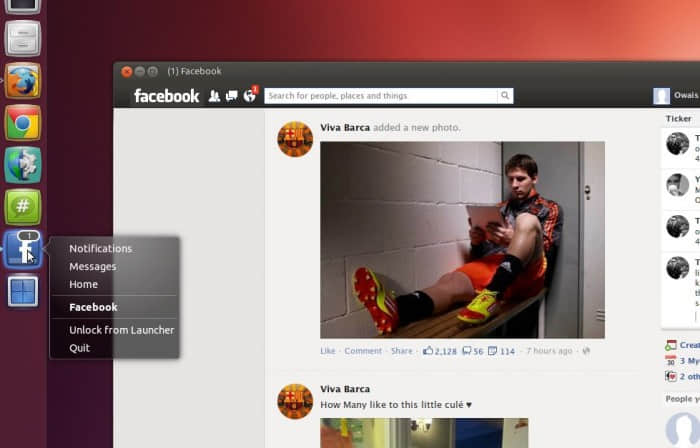 (1) Facebook
facebook
1
Search for people, places and things
Owais
Viva Barca added a new photo.
Ticker
#
1
Notifications
Messages
Home
Facebook
Unlock from Launcher
Quit
Like · Comment · Share · 2,128 56 114 · 7 hours ago ·
Viva Barca
How Many like to this little culé ♥
Creat
30 3 My
2 oth
People y